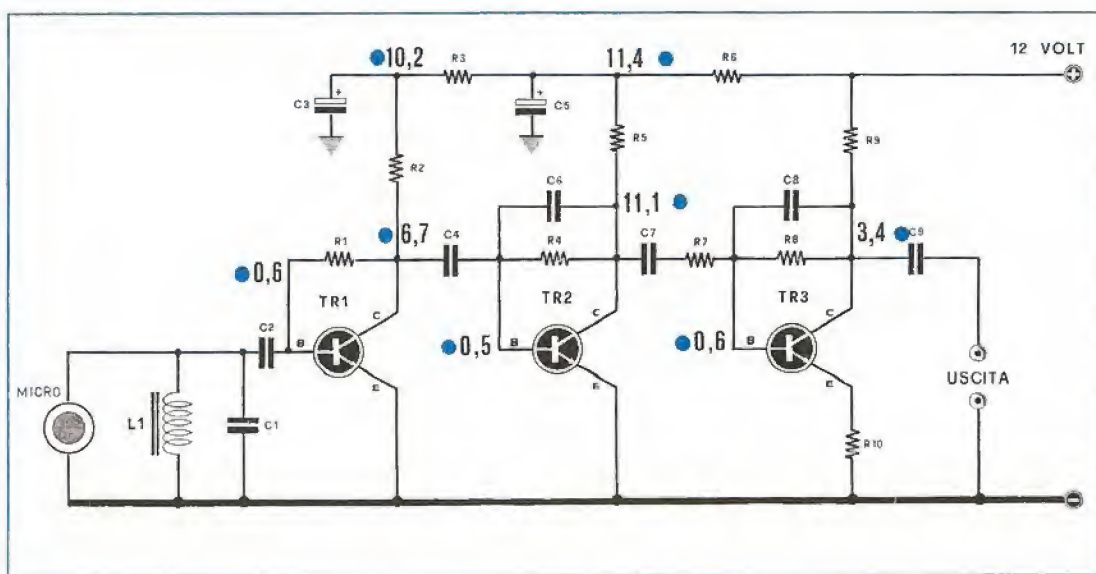 10,2 R3 11,4 R6 12 VOLT
+
C3 +
C5 +
R2 R5 R9
C6 C8
11,1
6,7 C4 R4 C7 R7 R8 3,4 C9
0,6 R1
TR1 TR2 TR3
C C C
C2 B 0,5 B 0,6 B
E E E
USCITA
MICRO
L1 C1 R10
−